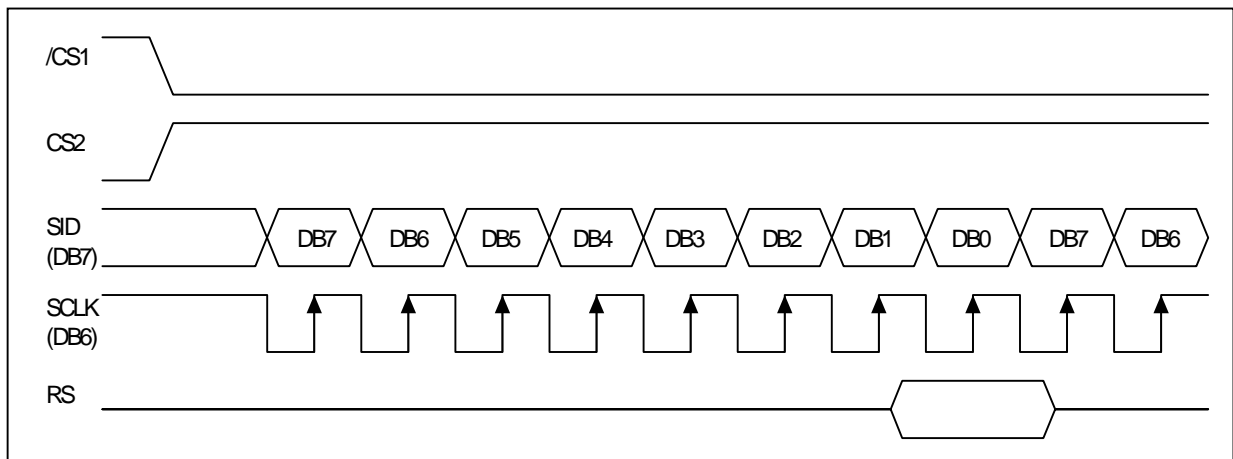 /CS1
CS2
SID
(DB7)
DB7 DB6 DB5 DB4 DB3 DB2 DB1 DB0 DB7 DB6
SCLK
(DB6)
RS